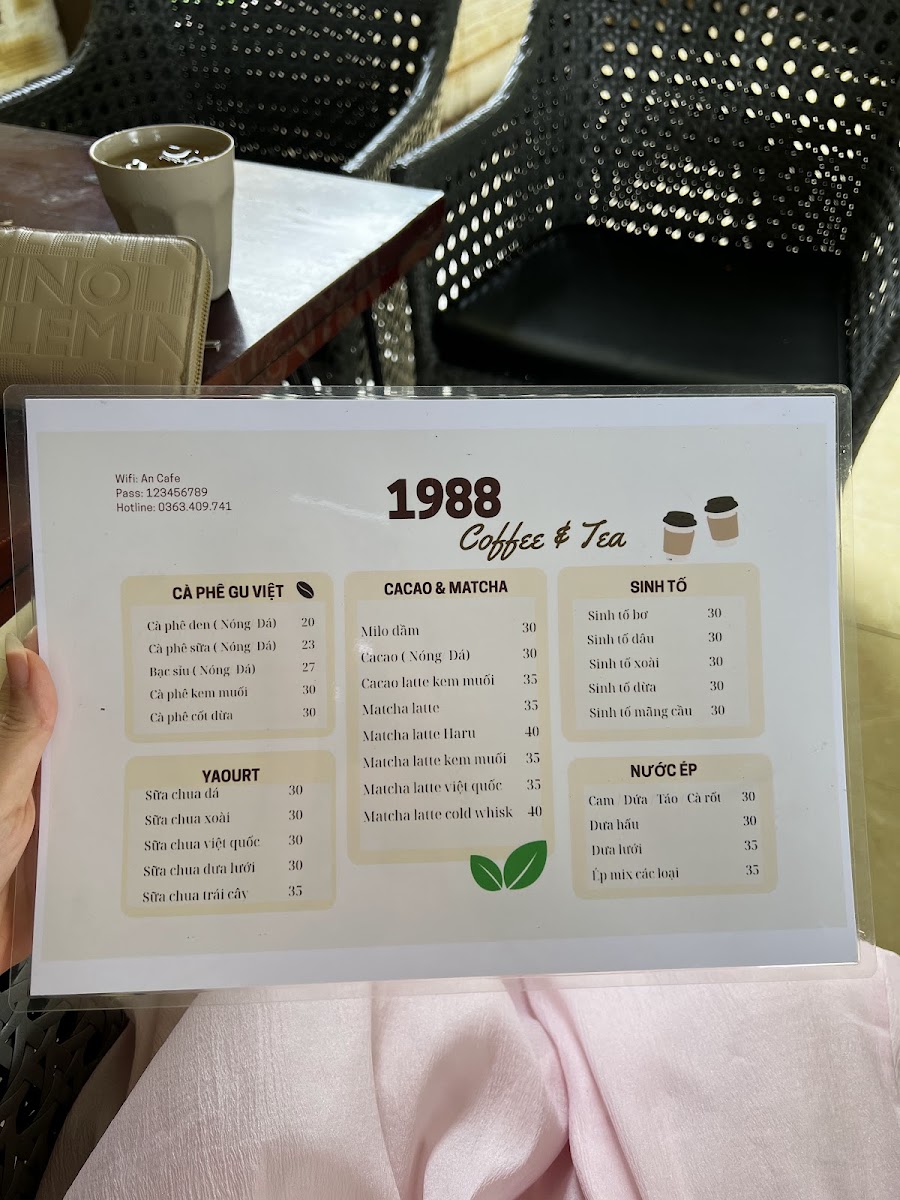 INO
LEMIN
Wifi: An Cafe
Pass: 123456789
Hotline: 0363.409.741
1988
Coffee & Tea
CÀ PHÊ GU VIỆT
Cà phê đen ( Nóng/Đá) 20
Cà phê sữa ( Nóng/Đá) 23
Bạc sỉu ( Nóng/Đá) 27
Cà phê kem muối 30
Cà phê cốt dừa 30
YAOURT
Sữa chua đá 30
Sữa chua xoài 30
Sữa chua việt quốc 30
Sữa chua dưa lưới 30
Sữa chua trái cây 35
CACAO & MATCHA
Milo dầm 30
Cacao ( Nóng/Đá) 30
Cacao latte kem muối 35
Matcha latte 35
Matcha latte Haru 40
Matcha latte kem muối 35
Matcha latte việt quốc 35
Matcha latte cold whisk 40
SINH TỐ
Sinh tố bơ 30
Sinh tố dâu 30
Sinh tố xoài 30
Sinh tố dừa 30
Sinh tố mãng cầu 30
NƯỚC ÉP
Cam / Dứa / Táo / Cà rốt 30
Dưa hấu 30
Dưa lưới 35
Ép mix các loại 35